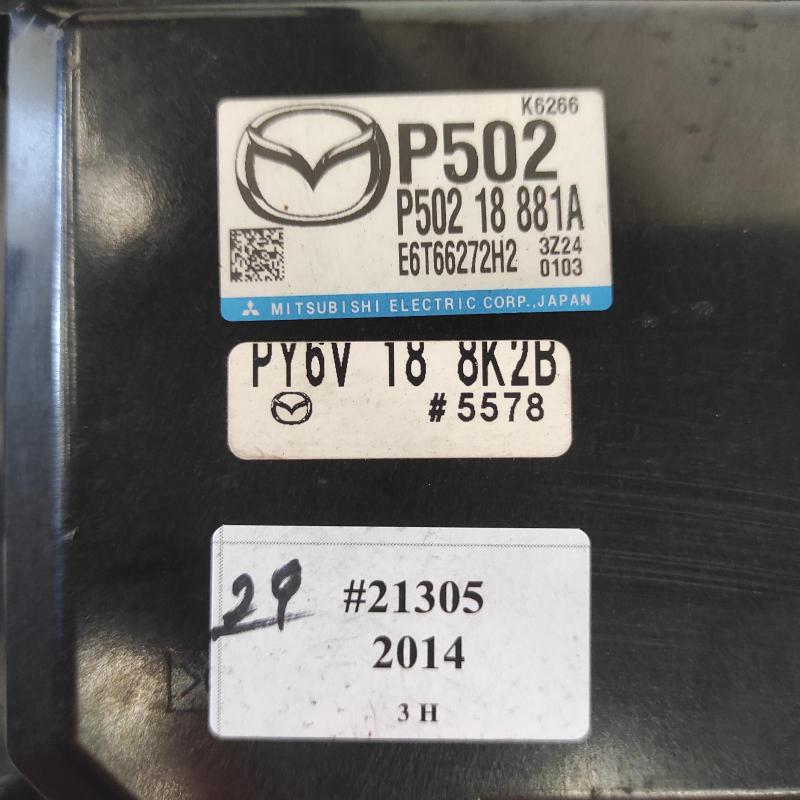 K6266
P502
P502 18 881A
E6T66272H2 3Z24
0103
MITSUBISHI ELECTRIC CORP.,JAPAN
PY6V 18 8K2B
#5578
29 #21305
2014
3 H